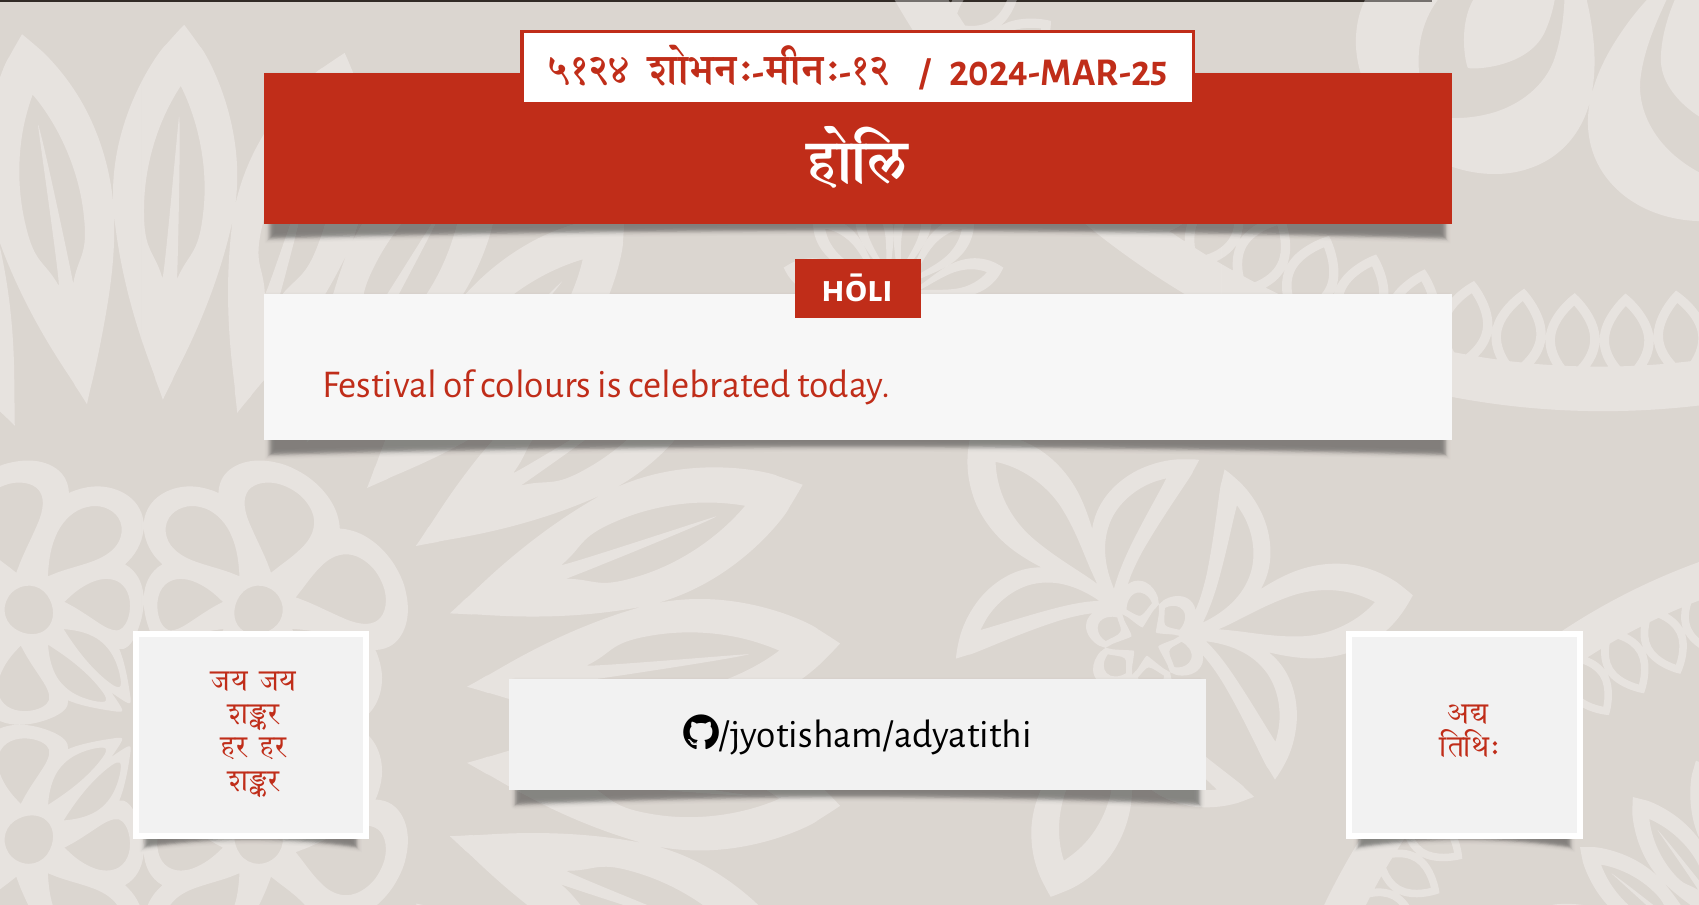 ५१२४ शोभनः-मीनः-१२ / 2024-MAR-25
होलि
HŌLI
Festival of colours is celebrated today.
जय जय
शङ्कर
हर हर
शङ्कर
/jyotisham/adyatithi
अद्य
तिथिः